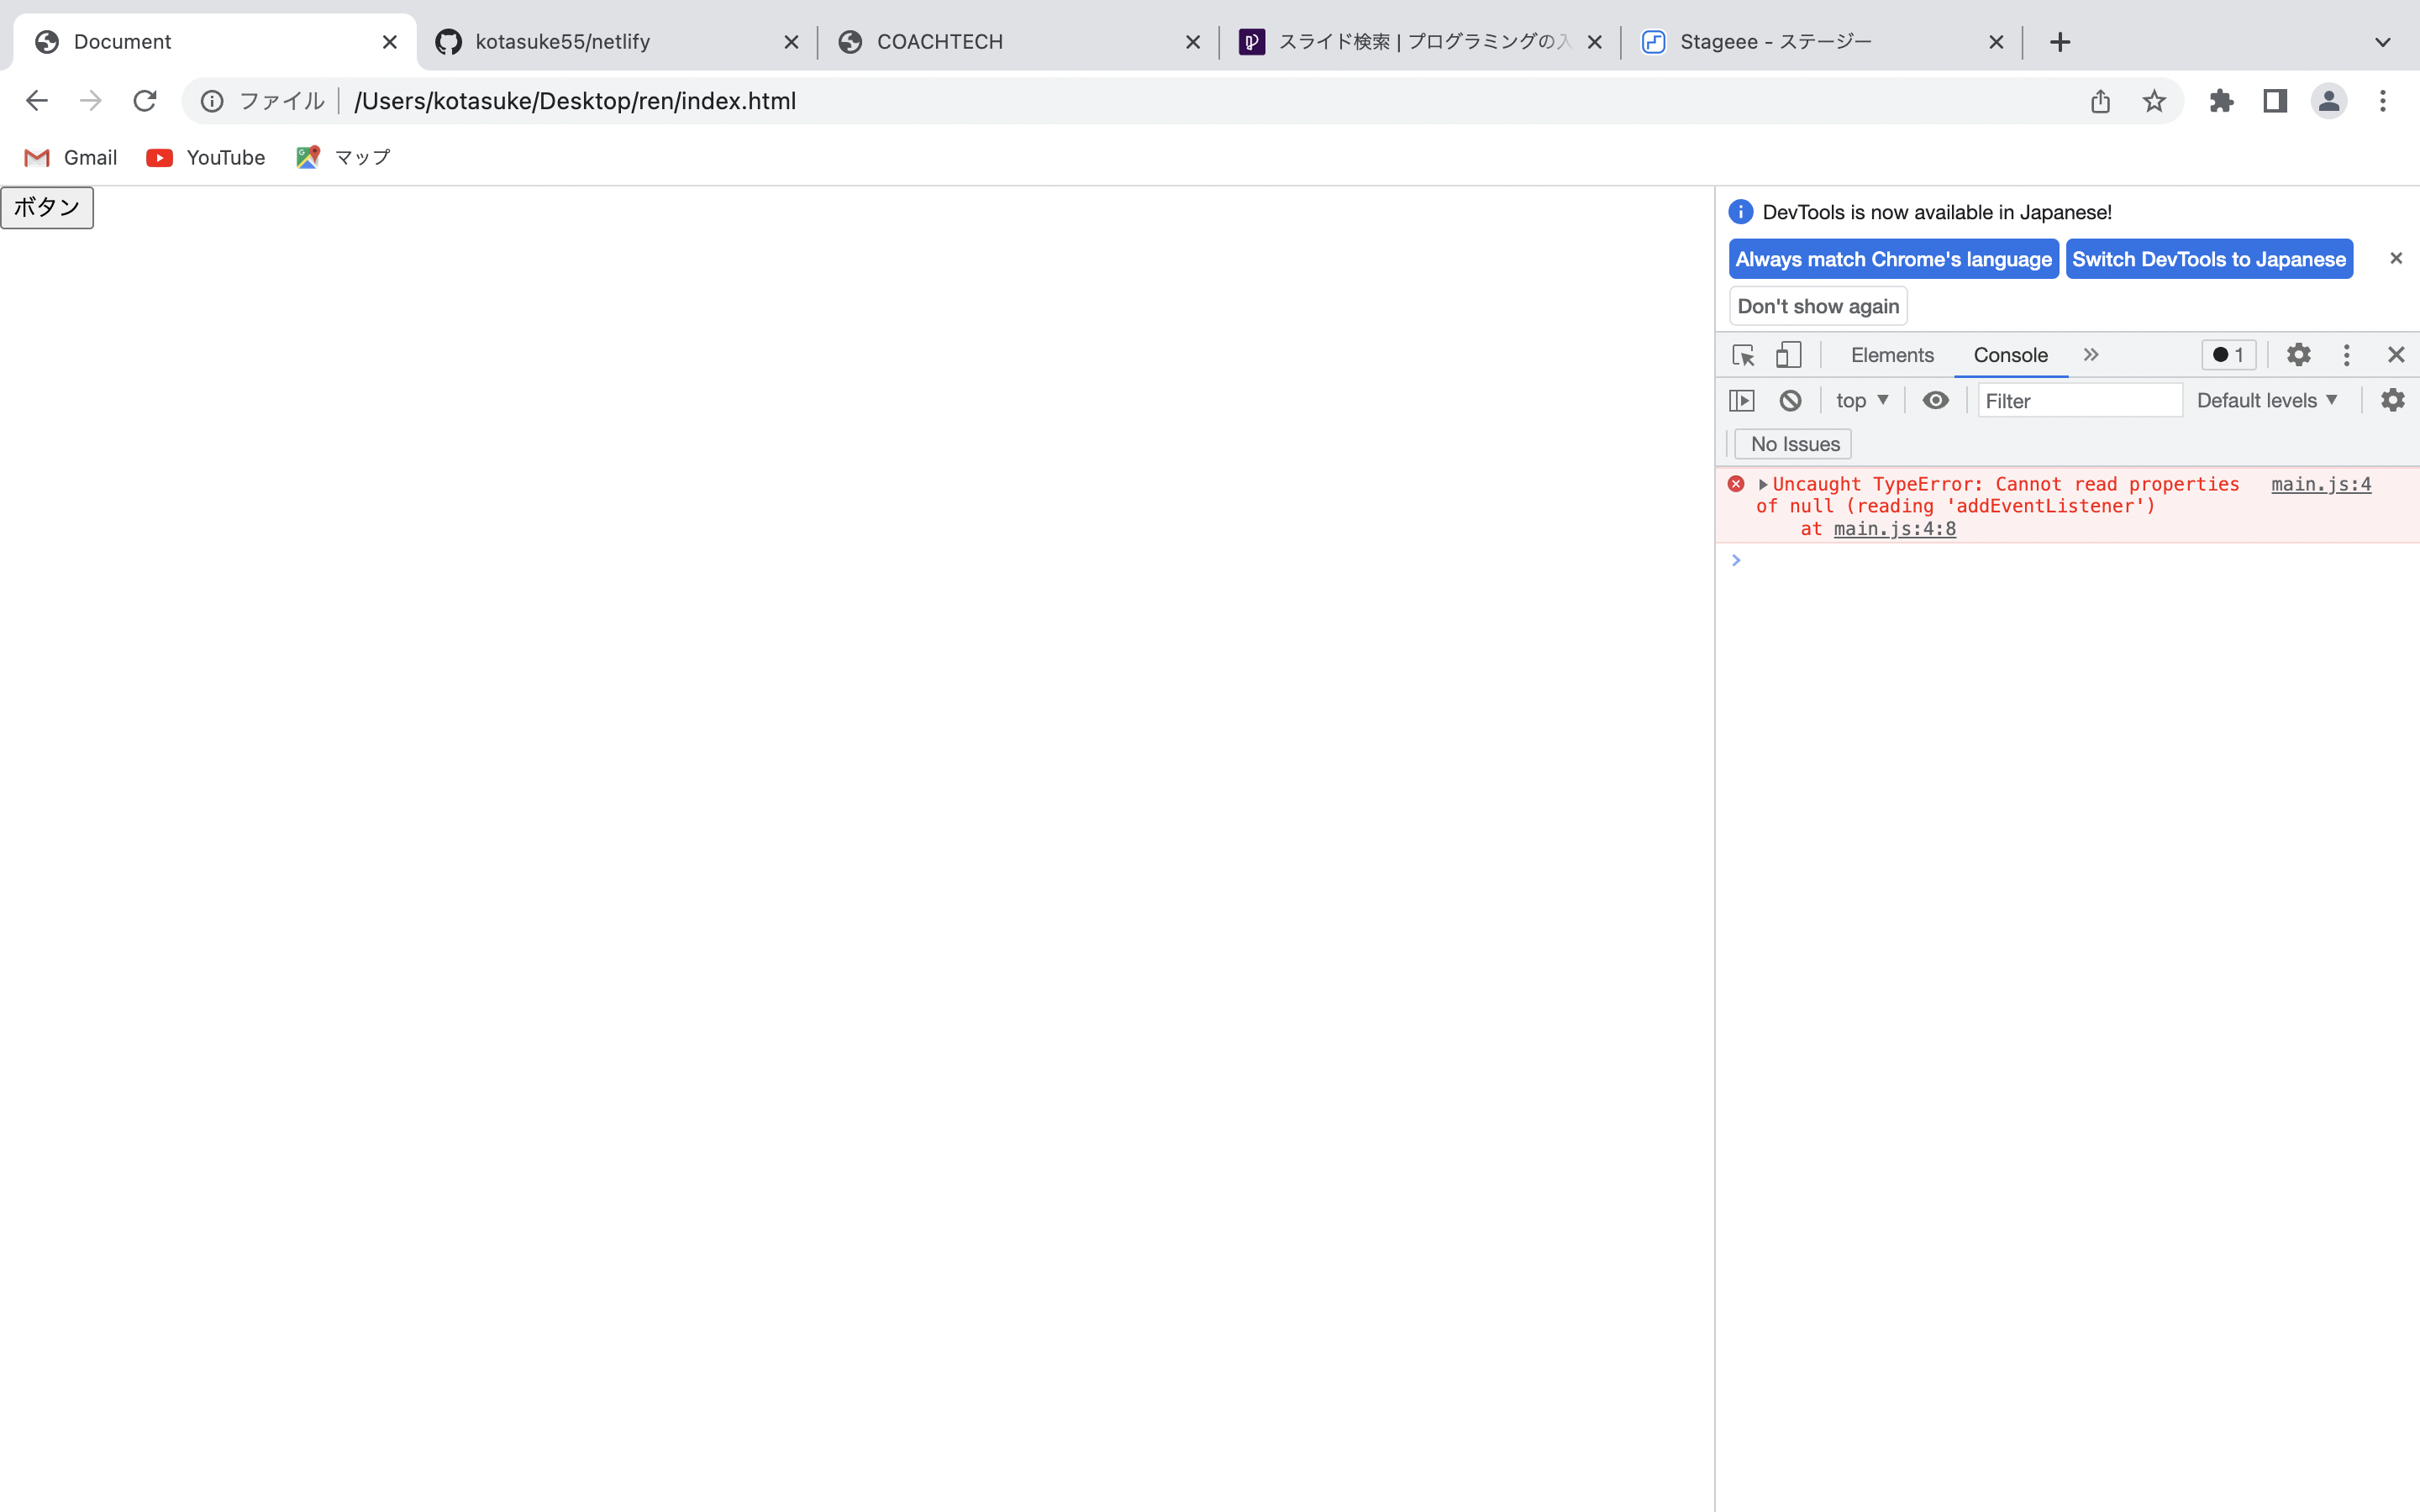 Document
kotasuke55/netlify
COACHTECH
スライド検索 | プログラミングの入
Stageee - ステージー
ファイル /Users/kotasuke/Desktop/ren/index.html
Gmail
YouTube
マップ
ボタン
DevTools is now available in Japanese!
Always match Chrome's language
Switch DevTools to Japanese
Don't show again
Elements
Console
1
top
Filter
Default levels
No Issues
Uncaught TypeError: Cannot read properties main.js:4
of null (reading 'addEventListener')
at main.js:4:8